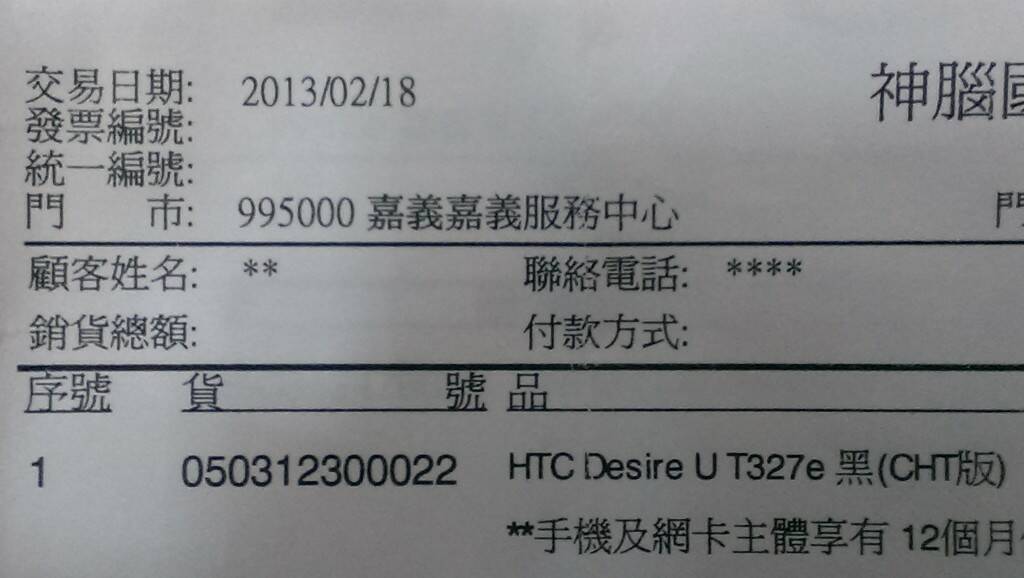 交易日期: 2013/02/18 神腦
發票編號:
統一編號:
門 市: 995000 嘉義嘉義服務中心 門
顧客姓名: ** 聯絡電話: ****
銷貨總額: 付款方式:
序號 貨 號 品
1 050312300022 HTC Desire U T327e 黑(CHT版)
**手機及網卡主體享有 12個月